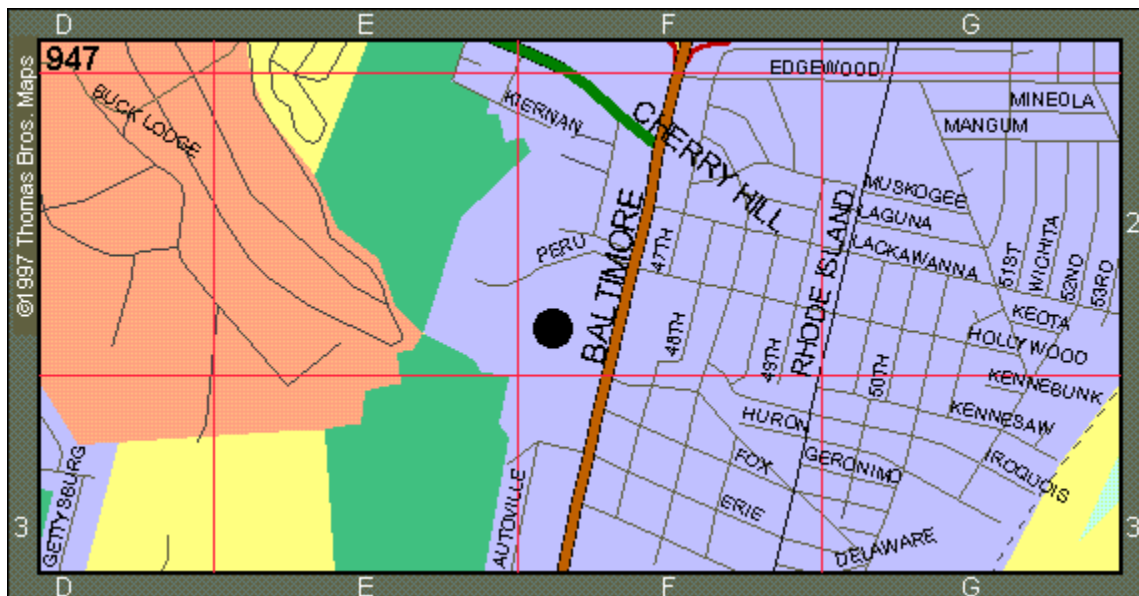 D E F G
947
©1997 Thomas Bros. Maps
EDGEWOOD
BUCK LODGE
KIERNAN
MINEOLA
MANGUM
CHERRY HILL
MUSKOGEE
LAGUNA
LACKAWANNA
2
2
PERU
BALTIMORE
47TH
RHODE ISLAND
51ST
WICHITA
52ND
53RD
48TH
49TH
50TH
KEOTA
HOLLYWOOD
KENNEBUNK
KENNESAW
HURON
FOX
GERONIMO
IROQUOIS
GETTYSBURG
AUTOVILLE
ERIE
DELAWARE
3
3
D E F G